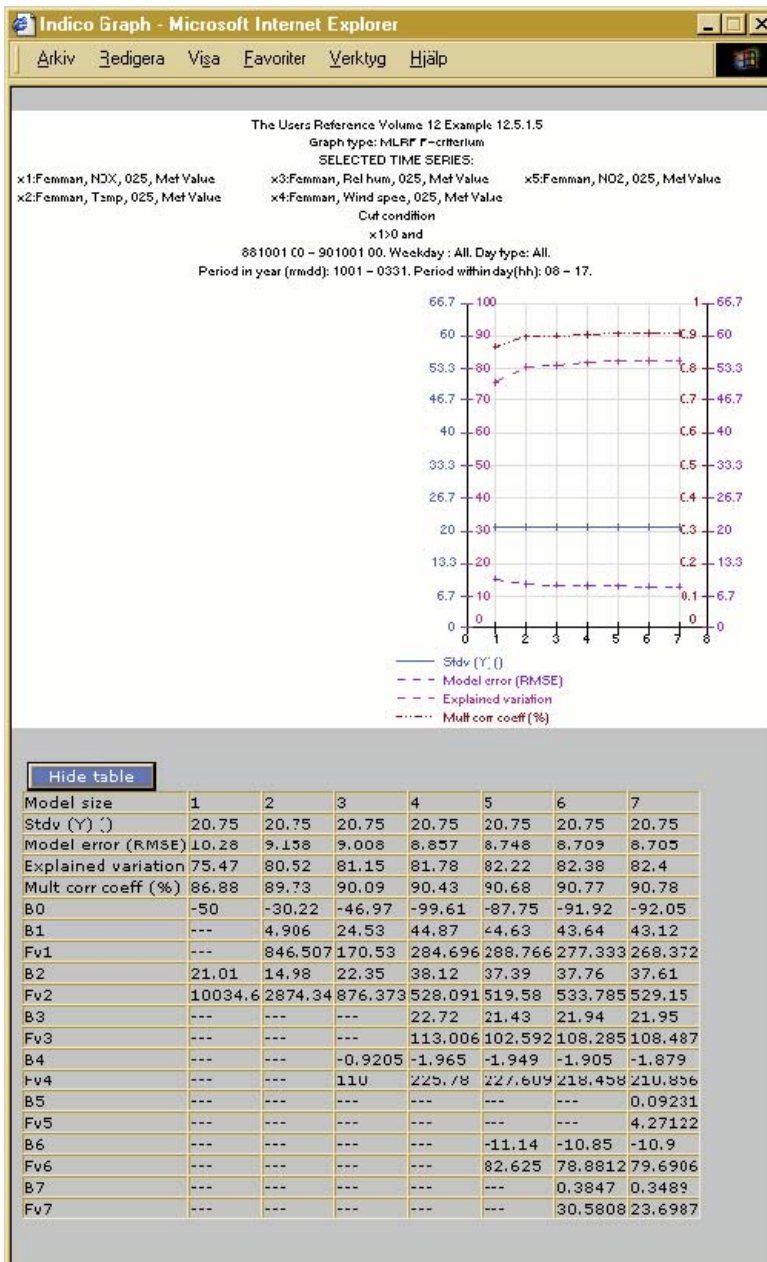 Indico Graph - Microsoft Internet Explorer
Arkiv Redigera Visa Favoriter Verktyg Hjälp
The Users Reference Volume 12 Example 12.5.1.5
Graph type: MLRF F-criterium
SELECTED TIME SERIES:
x1:Femman, NOX, 025, Met Value x3:Femman, Rel hum, 025, Met Value x5:Femman, NO2, 025, Met Value
x2:Femman, Temp, 025, Met Value x4:Femman, Wind spee, 025, Met Value
Cut condition
x1>0 and
881001 00 – 901001 00. Weekday : All. Day type: All.
Period in year (mmdd): 1001 – 0331. Period within day(hh): 08 – 17.
66.7 100 1 66.7
60 90 0.9 60
53.3 80 0.8 53.3
46.7 70 0.7 46.7
40 60 0.6 40
33.3 50 0.5 33.3
26.7 40 0.4 26.7
20 30 0.3 20
13.3 20 0.2 13.3
6.7 10 0.1 6.7
0 0 0 0
0 1 2 3 4 5 6 7 8
Stdv (Y) ()
Model error (RMSE)
Explained variation
Mult corr coeff (%)
Hide table
Model size 1 2 3 4 5 6 7
Stdv (Y) () 20.75 20.75 20.75 20.75 20.75 20.75 20.75
Model error (RMSE) 10.28 9.158 9.008 8.857 8.748 8.709 8.705
Explained variation 75.47 80.52 81.15 81.78 82.22 82.38 82.4
Mult corr coeff (%) 86.88 89.73 90.09 90.43 90.68 90.77 90.78
B0 -50 -30.22 -46.97 -99.61 -87.75 -91.92 -92.05
B1 --- 4.906 24.53 44.87 44.63 43.64 43.12
Fv1 --- 846.507 170.53 284.696 288.766 277.333 268.372
B2 21.01 14.98 22.35 38.12 37.39 37.76 37.61
Fv2 10034.6 2874.34 876.373 528.091 519.58 533.785 529.15
B3 --- --- --- 22.72 21.43 21.94 21.95
Fv3 --- --- --- 113.006 102.592 108.285 108.487
B4 --- --- -0.9205 -1.965 -1.949 -1.905 -1.879
Fv4 --- --- 110 225.78 227.609 218.458 210.856
B5 --- --- --- --- --- --- 0.09231
Fv5 --- --- --- --- --- --- 4.27122
B6 --- --- --- --- -11.14 -10.85 -10.9
Fv6 --- --- --- --- 82.625 78.8812 79.6906
B7 --- --- --- --- --- 0.3847 0.3489
Fv7 --- --- --- --- --- 30.5808 23.6987